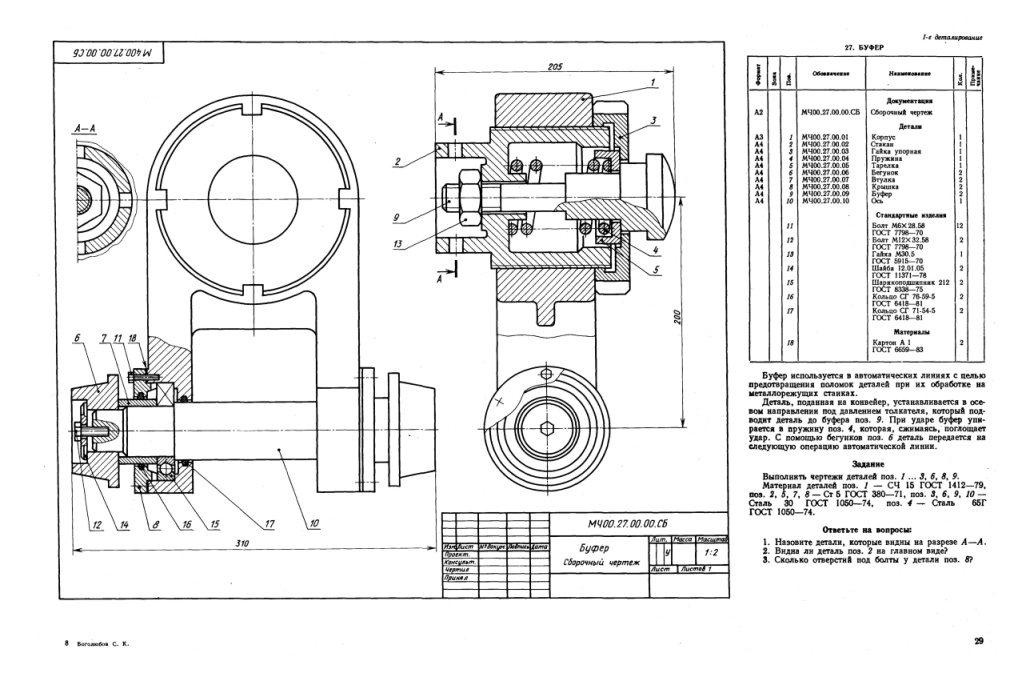 1-я деталирование
27. БУФЕР
МЧ00.27.00.00.СБ
А—А
205
1
А
3
2
9
13
4
5
А
200
6
7
11
18
12
14
8
16
15
17
10
310
МЧ00.27.00.00.СБ
Буфер
Сборочный чертеж
Изм Лист № докум Подпись Дата
Проект.
Консульт.
Чертил
Принял
Лит. Масса Масштаб
У 1:2
Лист Листов 1
Формат Зона Поз. Обозначение Наименование Кол. Примечание
Документация
А2 МЧ00.27.00.00.СБ Сборочный чертеж
Детали
А3 1 МЧ00.27.00.01 Корпус 1
А4 2 МЧ00.27.00.02 Стакан 1
А4 3 МЧ00.27.00.03 Гайка упорная 1
А4 4 МЧ00.27.00.04 Пружина 1
А4 5 МЧ00.27.00.05 Тарелка 1
А4 6 МЧ00.27.00.06 Бегунок 2
А4 7 МЧ00.27.00.07 Втулка 2
А4 8 МЧ00.27.00.08 Крышка 2
А4 9 МЧ00.27.00.09 Буфер 2
А4 10 МЧ00.27.00.10 Ось 1
Стандартные изделия
11 Болт М6×28.58 12
ГОСТ 7798—70
12 Болт М12×32.58 2
ГОСТ 7798—70
13 Гайка М30.5 1
ГОСТ 5915—70
14 Шайба 12.01.05 2
ГОСТ 11371—78
15 Шарикоподшипник 212 2
ГОСТ 8338—75
16 Кольцо СГ 76-59-5 2
ГОСТ 6418—81
17 Кольцо СГ 71-54-5 2
ГОСТ 6418—81
Материалы
18 Картон А 1 2
ГОСТ 6659—83
Буфер используется в автоматических линиях с целью
предотвращения поломок деталей при их обработке на
металлорежущих станках.
Деталь, поданная на конвейер, устанавливается в осе-
вом направлении под давлением толкателя, который под-
водит деталь до буфера поз. 9. При ударе буфер упи-
рается в пружину поз. 4, которая, сжимаясь, поглощает
удар. С помощью бегунков поз. 6 деталь передается на
следующую операцию автоматической линии.
Задание
Выполнить чертежи деталей поз. 1 ... 3, 6, 8, 9.
Материал деталей поз. 1 — СЧ 15 ГОСТ 1412—79,
поз. 2, 5, 7, 8 — Ст 5 ГОСТ 380—71, поз. 3, 6, 9, 10 —
Сталь 30 ГОСТ 1050—74, поз. 4 — Сталь 65Г
ГОСТ 1050—74.
Ответьте на вопросы:
1. Назовите детали, которые видны на разрезе А—А.
2. Видна ли деталь поз. 2 на главном виде?
3. Сколько отверстий под болты у детали поз. 8?
8 Боголюбов С. К.
29